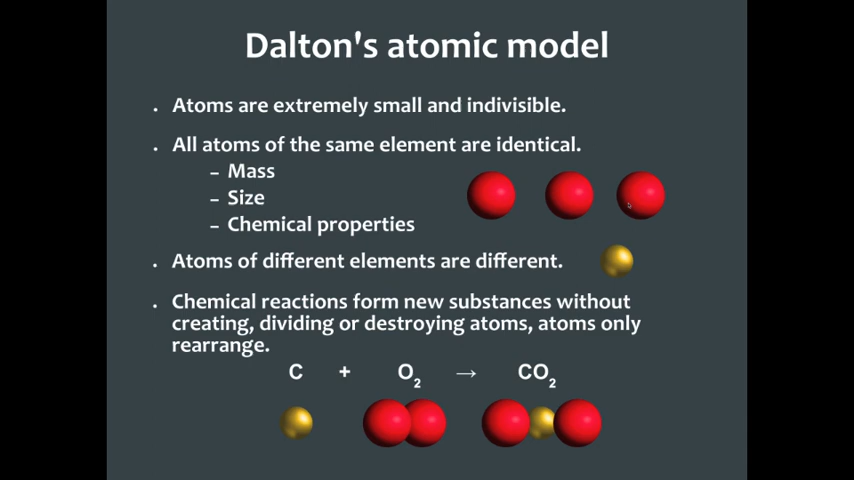 Dalton's atomic model
. Atoms are extremely small and indivisible.
. All atoms of the same element are identical.
– Mass
– Size
– Chemical properties
. Atoms of different elements are different.
. Chemical reactions form new substances without
creating, dividing or destroying atoms, atoms only
rearrange.
C + O₂ → CO₂